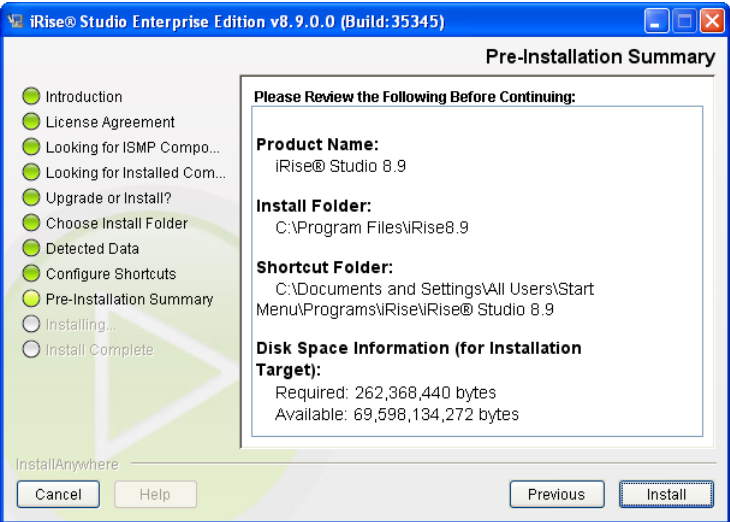 iRise® Studio Enterprise Edition v8.9.0.0 (Build:35345)
Pre-Installation Summary
Introduction
License Agreement
Looking for ISMP Compo...
Looking for Installed Com...
Upgrade or Install?
Choose Install Folder
Detected Data
Configure Shortcuts
Pre-Installation Summary
Installing...
Install Complete
Please Review the Following Before Continuing:
Product Name:
iRise® Studio 8.9
Install Folder:
C:\Program Files\iRise8.9
Shortcut Folder:
C:\Documents and Settings\All Users\Start
Menu\Programs\iRise\iRise® Studio 8.9
Disk Space Information (for Installation
Target):
Required: 262,368,440 bytes
Available: 69,598,134,272 bytes
InstallAnywhere
Cancel
Help
Previous
Install